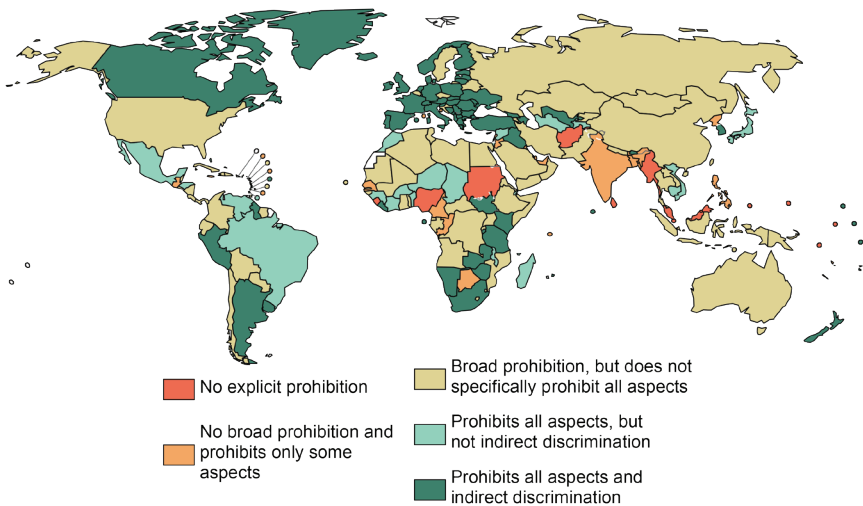 No explicit prohibition
No broad prohibition and
prohibits only some
aspects
Broad prohibition, but does not
specifically prohibit all aspects
Prohibits all aspects, but
not indirect discrimination
Prohibits all aspects and
indirect discrimination